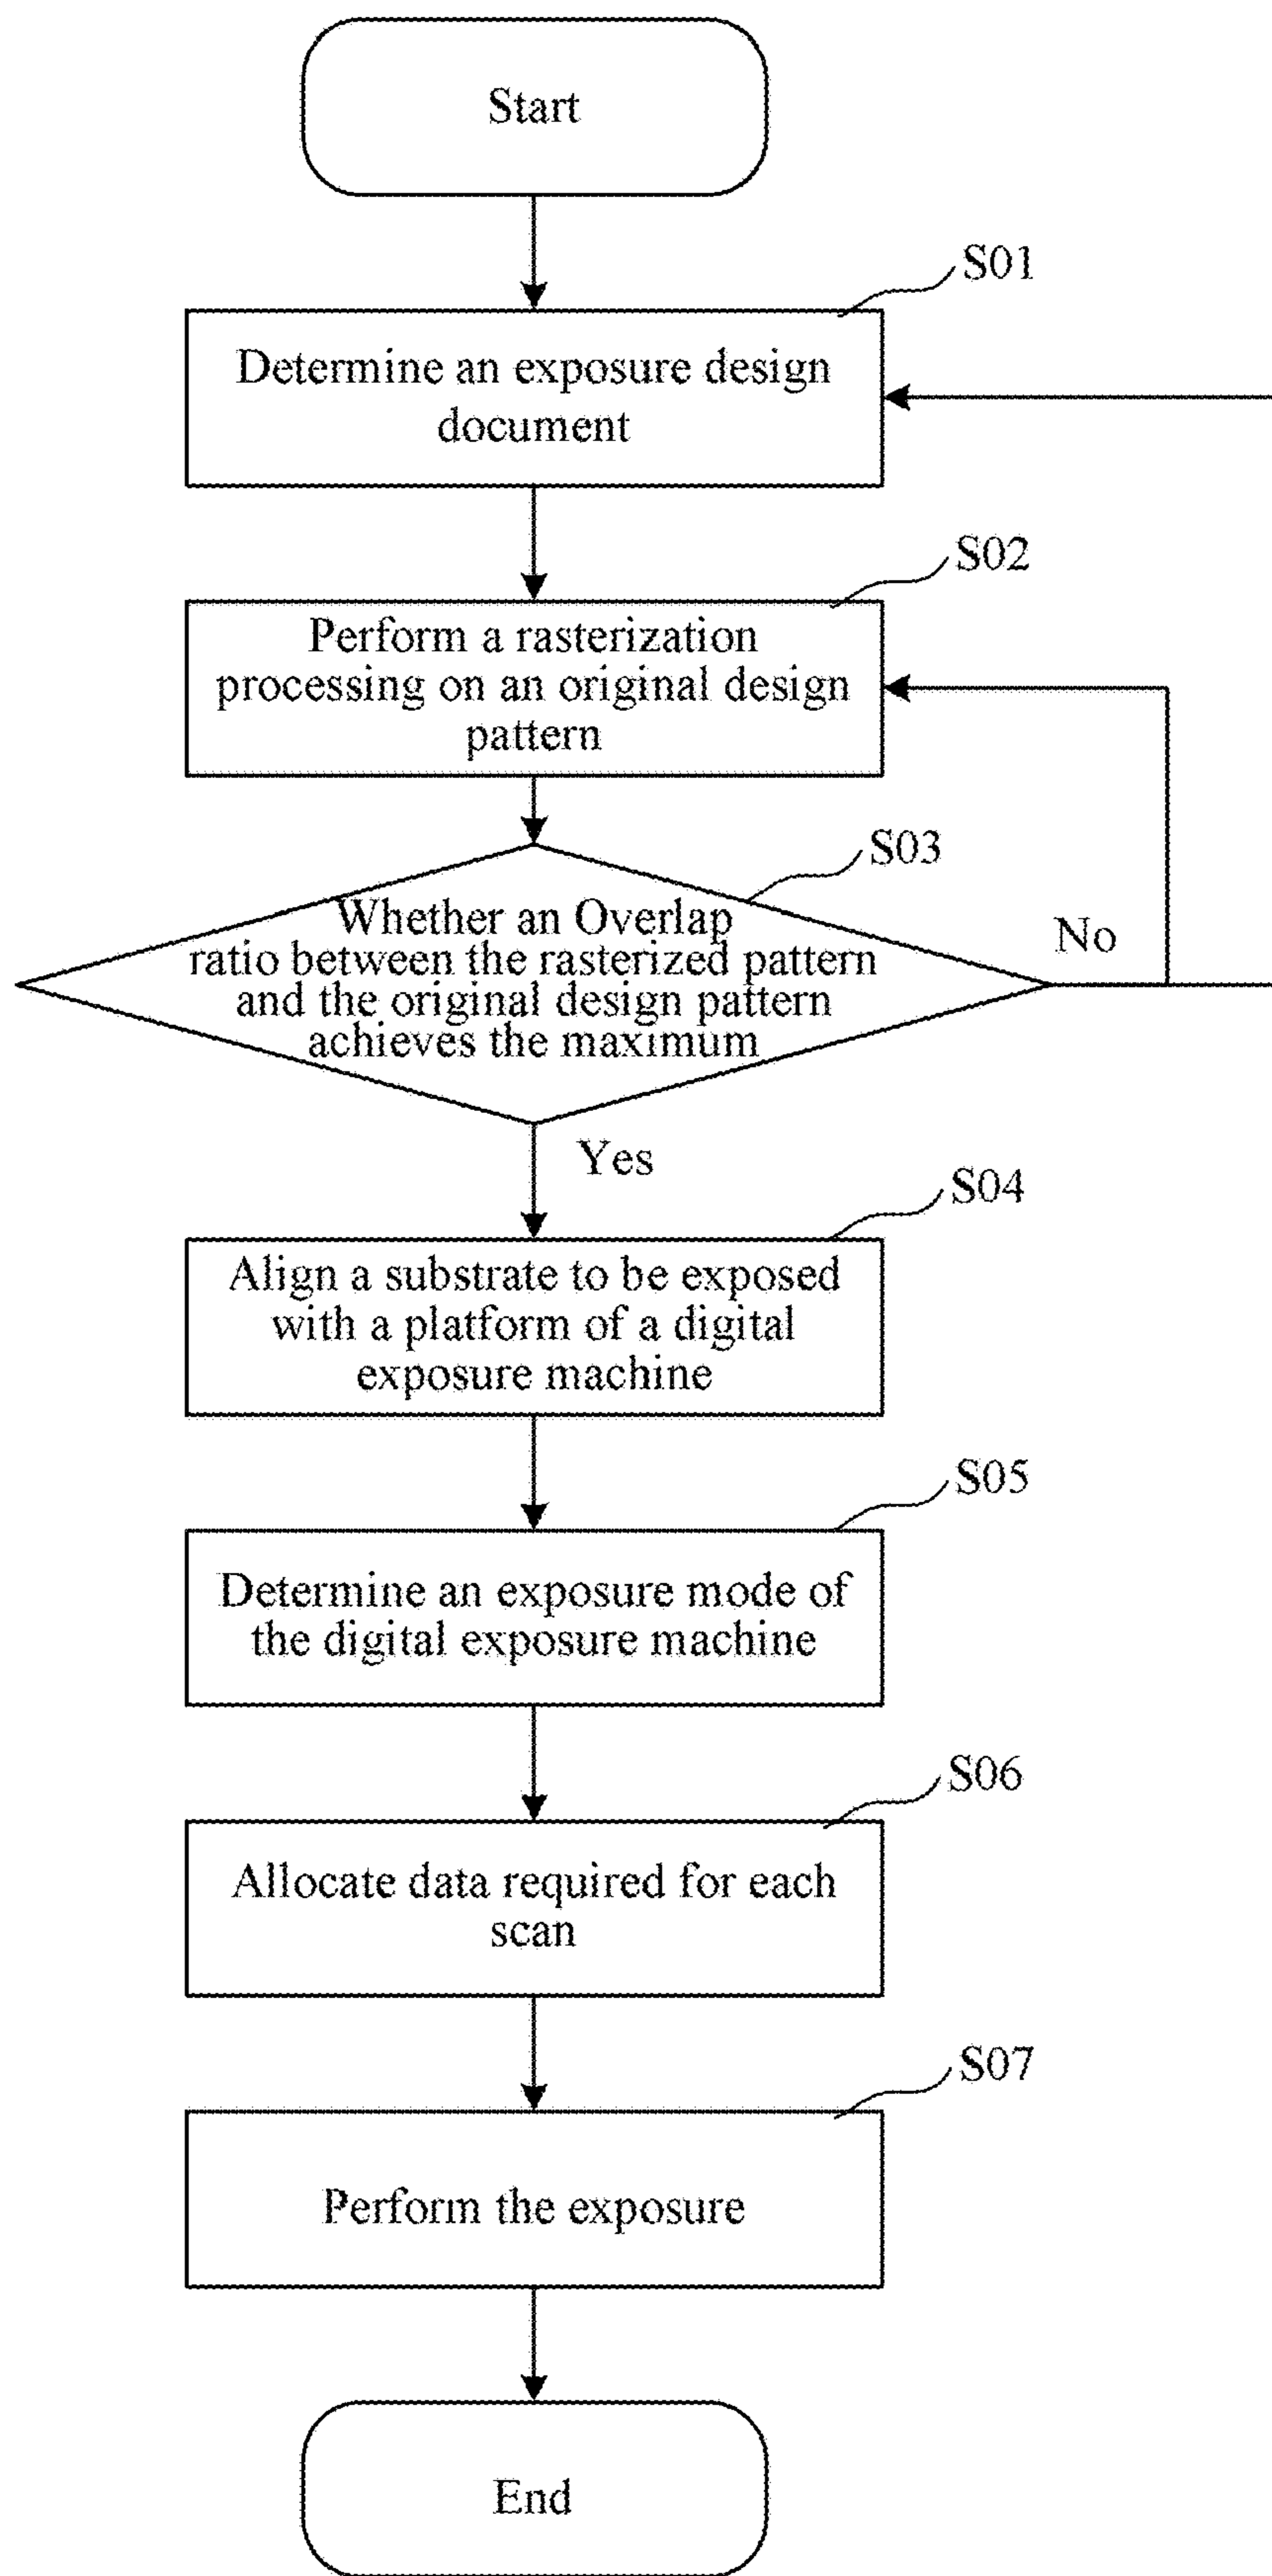 Start
S01
Determine an exposure design
document
S02
Perform a rasterization
processing on an original design
pattern
S03
Whether an Overlap
ratio between the rasterized pattern
and the original design pattern
achieves the maximum
No
Yes
S04
Align a substrate to be exposed
with a platform of a digital
exposure machine
S05
Determine an exposure mode of
the digital exposure machine
S06
Allocate data required for each
scan
S07
Perform the exposure
End